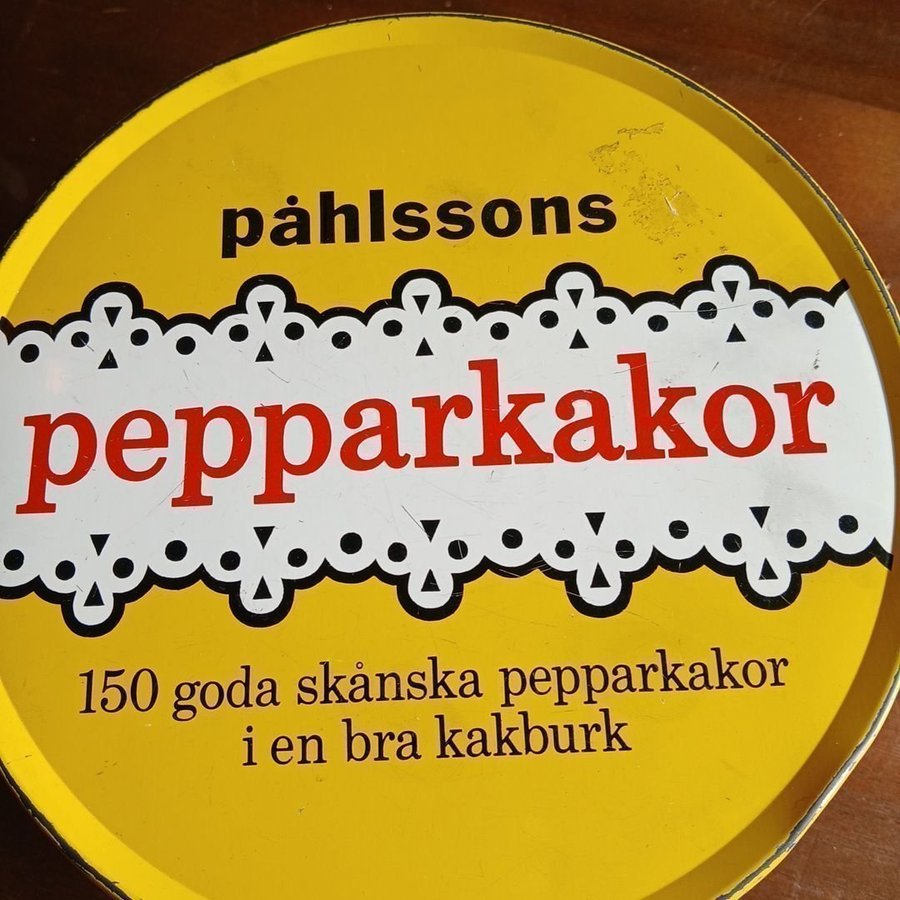 påhlssons
pepparkakor
150 goda skånska pepparkakor
i en bra kakburk